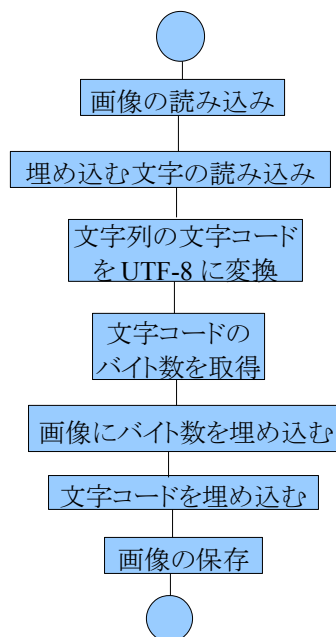 画像の読み込み
埋め込む文字の読み込み
文字列の文字コード
をUTF-8に変換
文字コードの
バイト数を取得
画像にバイト数を埋め込む
文字コードを埋め込む
画像の保存